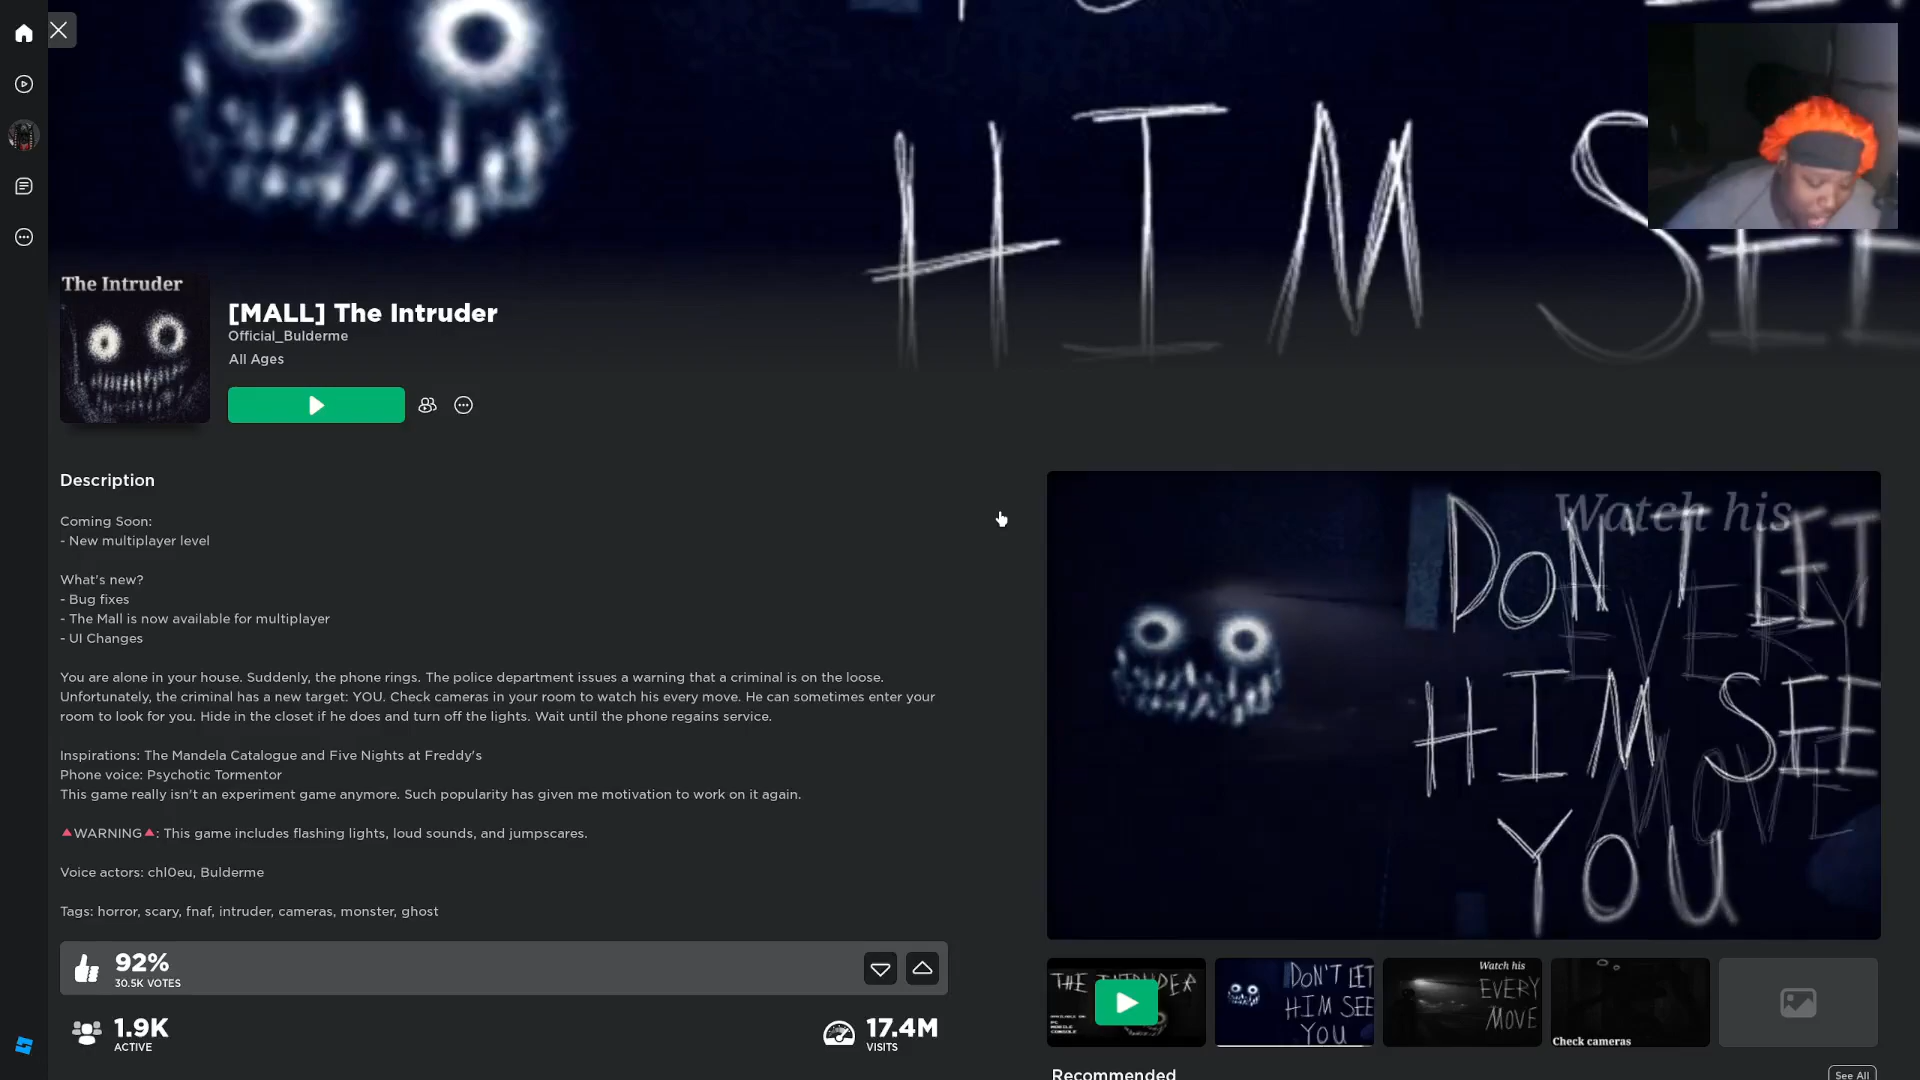 HIM SEE
The Intruder
[MALL] The Intruder
Official_Bulderme
All Ages
Description
Coming Soon:
- New multiplayer level
What's new?
- Bug fixes
- The Mall is now available for multiplayer
- UI Changes
You are alone in your house. Suddenly, the phone rings. The police department issues a warning that a criminal is on the loose.
Unfortunately, the criminal has a new target: YOU. Check cameras in your room to watch his every move. He can sometimes enter your
room to look for you. Hide in the closet if he does and turn off the lights. Wait until the phone regains service.
Inspirations: The Mandela Catalogue and Five Nights at Freddy's
Phone voice: Psychotic Tormentor
This game really isn't an experiment game anymore. Such popularity has given me motivation to work on it again.
🔺WARNING🔺: This game includes flashing lights, loud sounds, and jumpscares.
Voice actors: chl0eu, Bulderme
Tags: horror, scary, fnaf, intruder, cameras, monster, ghost
92%
30.5K VOTES
1.9K
ACTIVE
17.4M
VISITS
Watch his
EVERY
MOVE
DON'T LET
HIM SEE
YOU
THE INTRUDER
DON'T LET
HIM SEE
YOU
Watch his
EVERY
MOVE
Check cameras
Recommended
See All